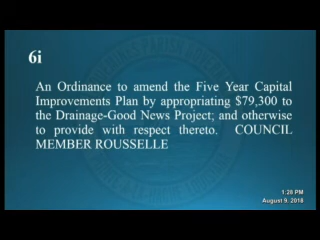 6i
An Ordinance to amend the Five Year Capital
Improvements Plan by appropriating $79,300 to
the Drainage-Good News Project; and otherwise
to provide with respect thereto. COUNCIL
MEMBER ROUSSELLE
1:28 PM
August 9, 2018